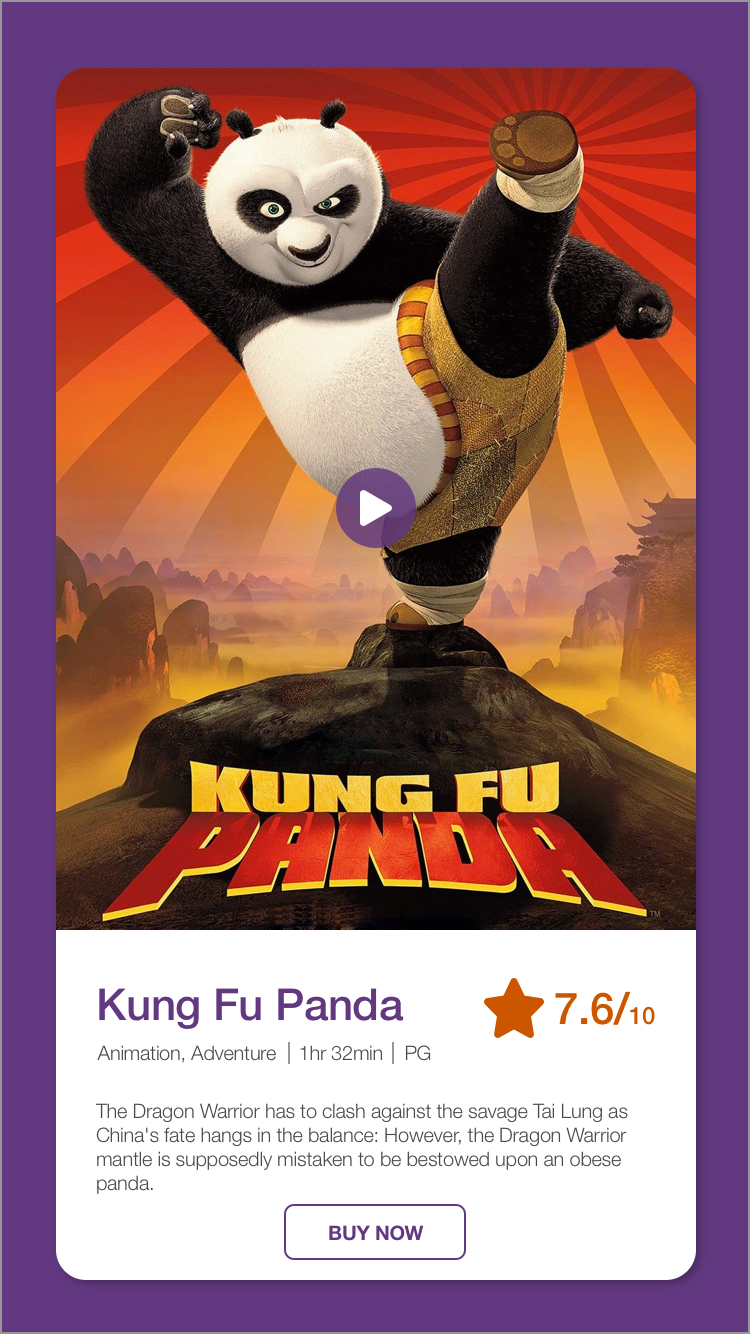 KUNG FU
PANDA
TM
Kung Fu Panda
7.6/10
Animation, Adventure | 1hr 32min | PG
The Dragon Warrior has to clash against the savage Tai Lung as
China's fate hangs in the balance: However, the Dragon Warrior
mantle is supposedly mistaken to be bestowed upon an obese
panda.
BUY NOW